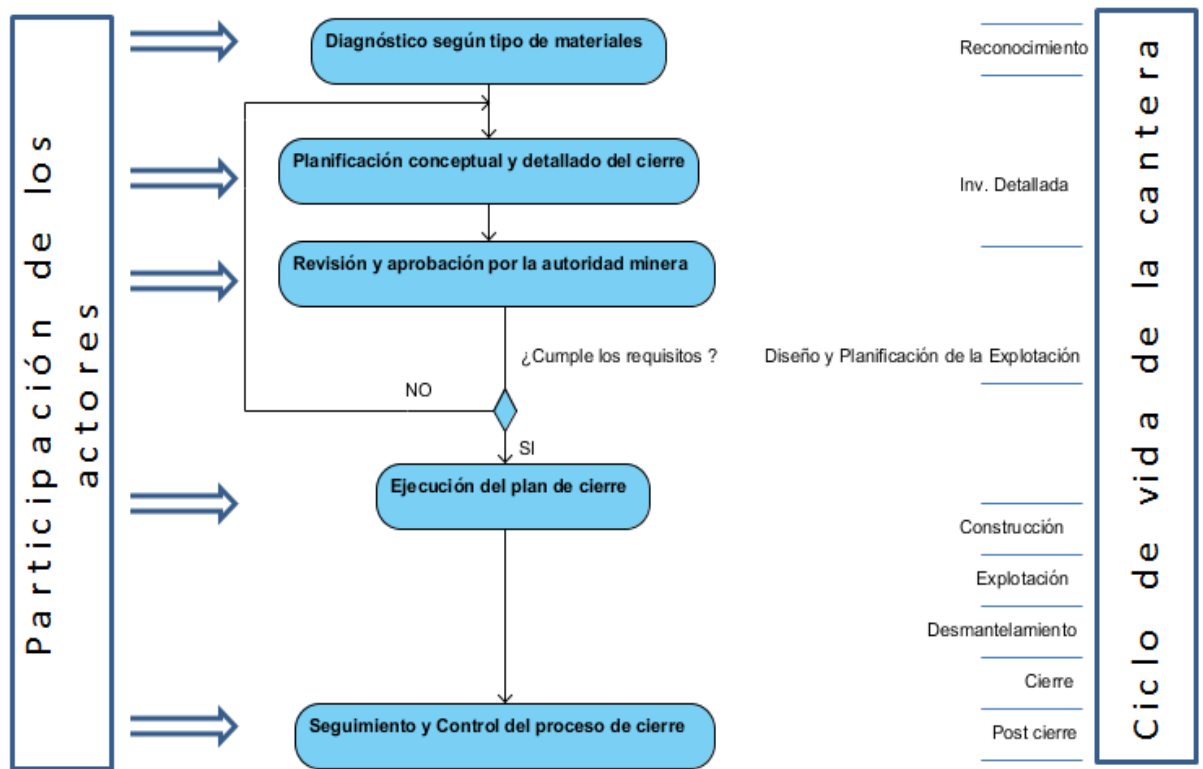 Participación de los
actores
Diagnóstico según tipo de materiales
Planificación conceptual y detallado del cierre
Revisión y aprobación por la autoridad minera
¿Cumple los requisitos ?
NO
SI
Ejecución del plan de cierre
Seguimiento y Control del proceso de cierre
Reconocimiento
Inv. Detallada
Diseño y Planificación de la Explotación
Construcción
Explotación
Desmantelamiento
Cierre
Post cierre
Ciclo de vida de la cantera